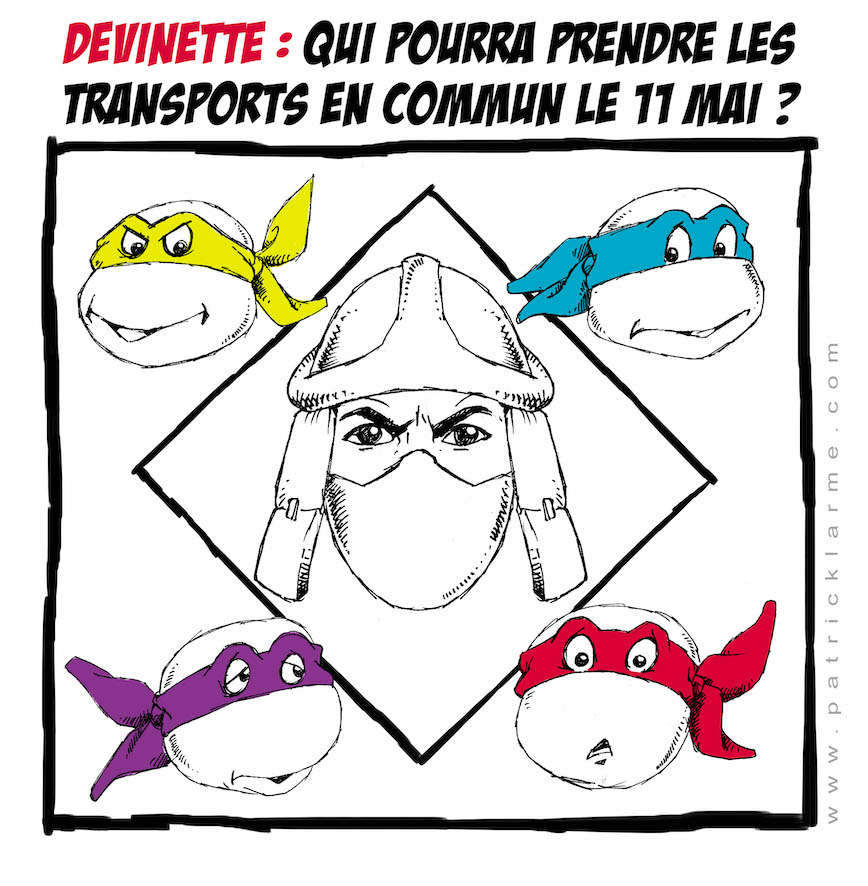 DEVINETTE : QUI POURRA PRENDRE LES
TRANSPORTS EN COMMUN LE 11 MAI ?
www.patricklarme.com